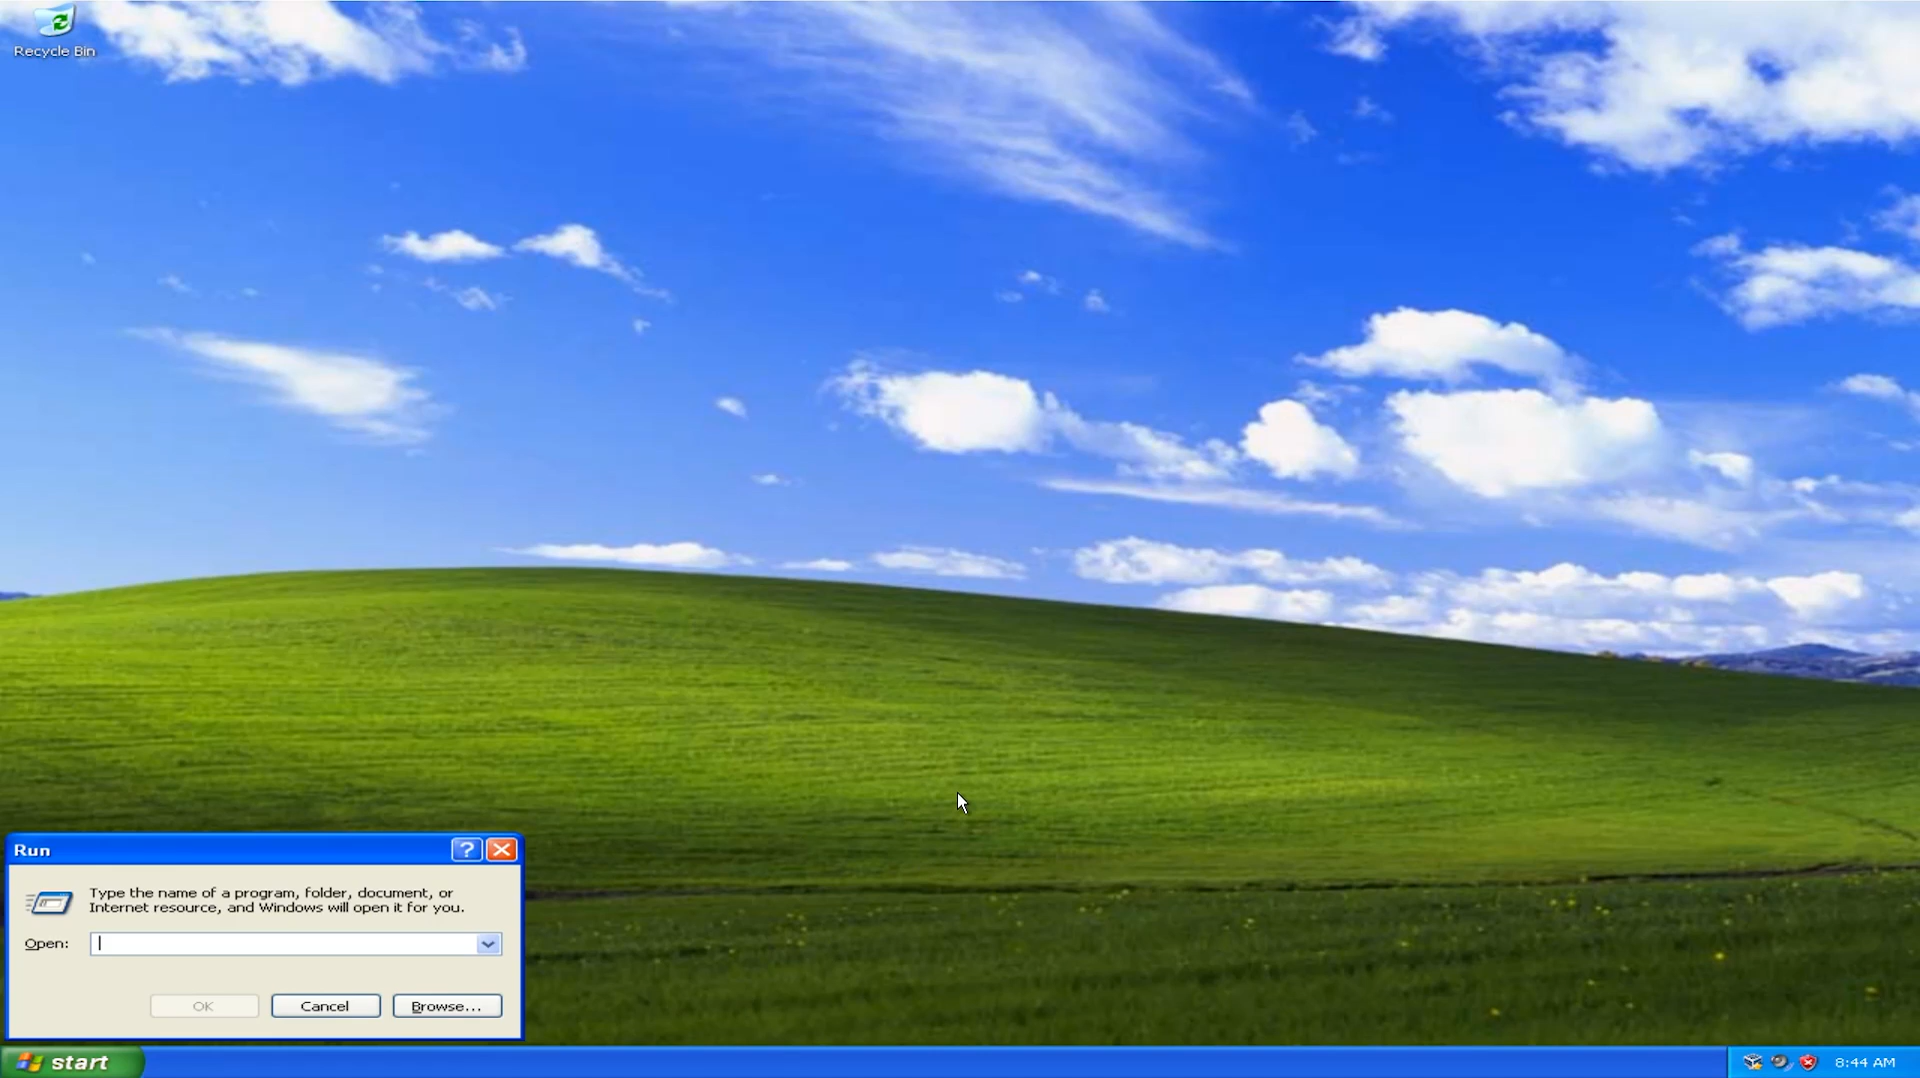 Recycle Bin
Run
Type the name of a program, folder, document, or
Internet resource, and Windows will open it for you.
Open:
OK
Cancel
Browse...
start
8:44 AM